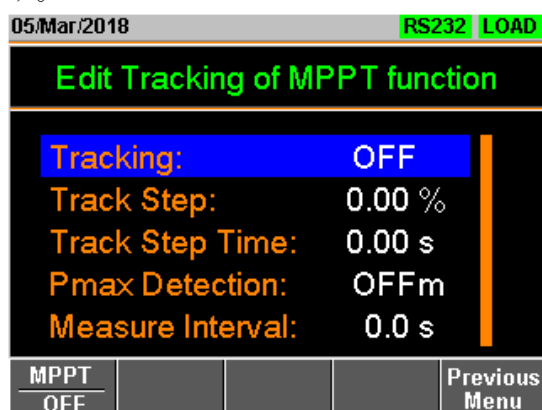 05/Mar/2018 RS232 LOAD
Edit Tracking of MPPT function
Tracking: OFF
Track Step: 0.00 %
Track Step Time: 0.00 s
Pmax Detection: OFFm
Measure Interval: 0.0 s
MPPT Previous
OFF Menu